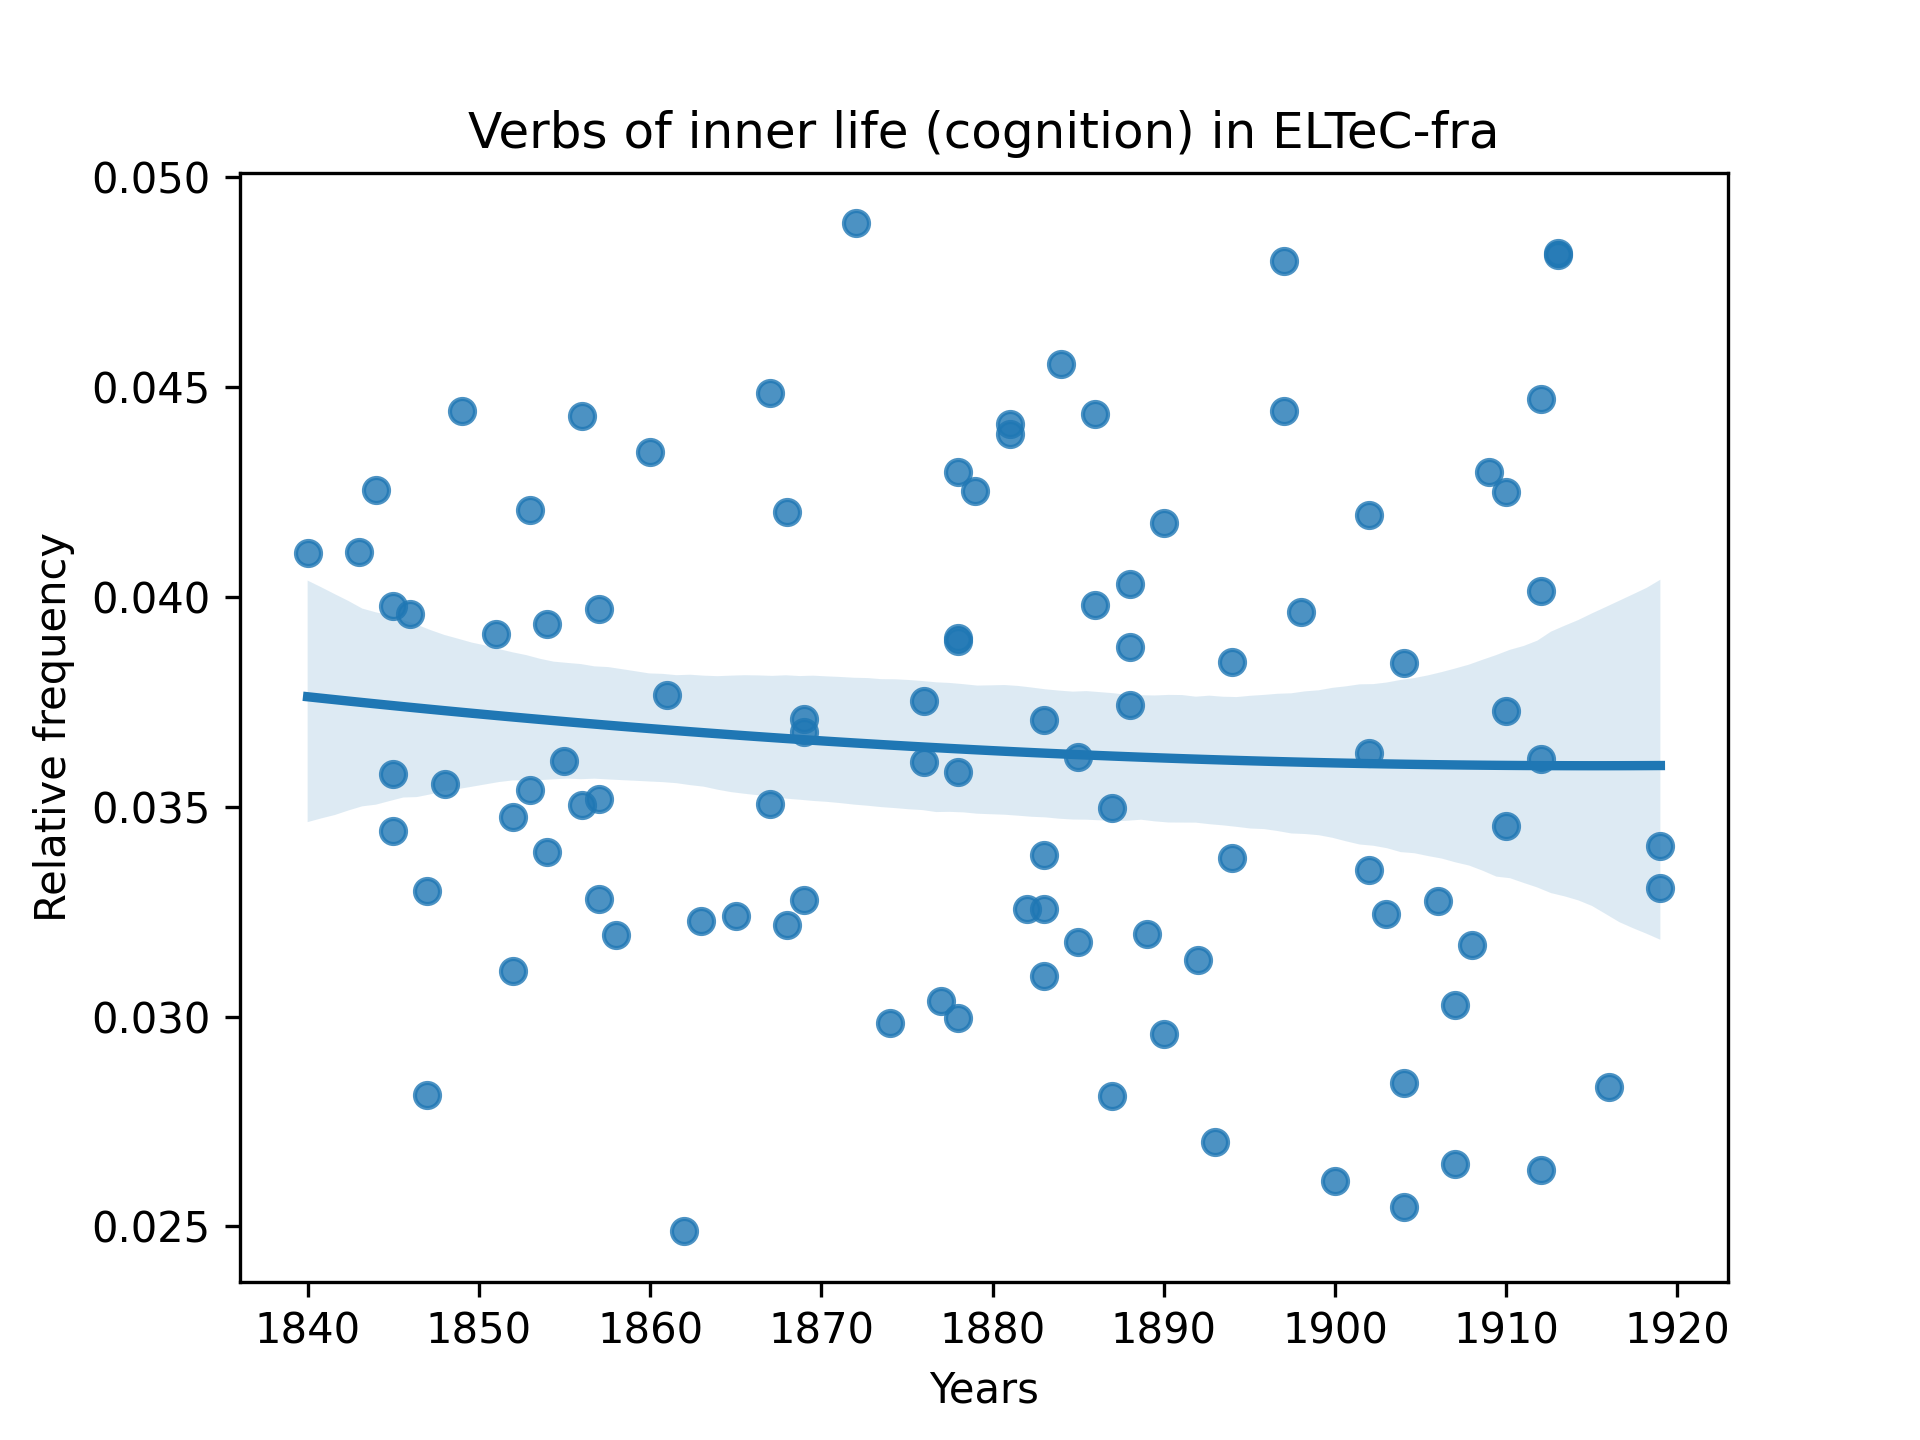 Verbs of inner life (cognition) in ELTeC-fra
0.050
0.045
0.040
0.035
0.030
0.025
Relative frequency
1840 1850 1860 1870 1880 1890 1900 1910 1920
Years